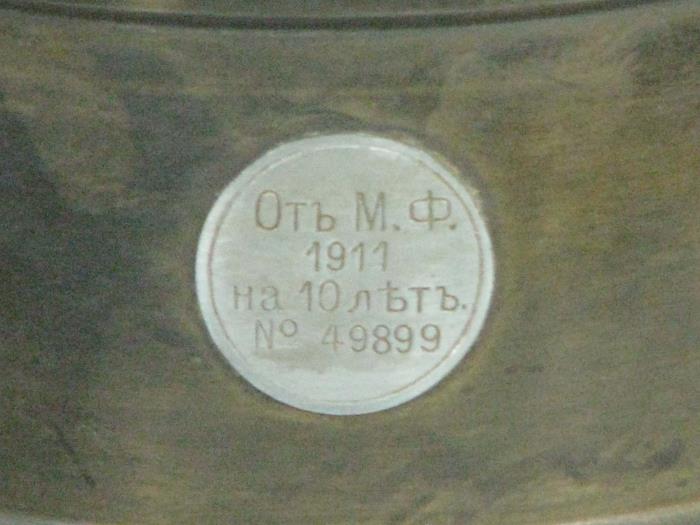 Отъ М. Ф.
1911
на 10 лѣтъ.
№ 49899